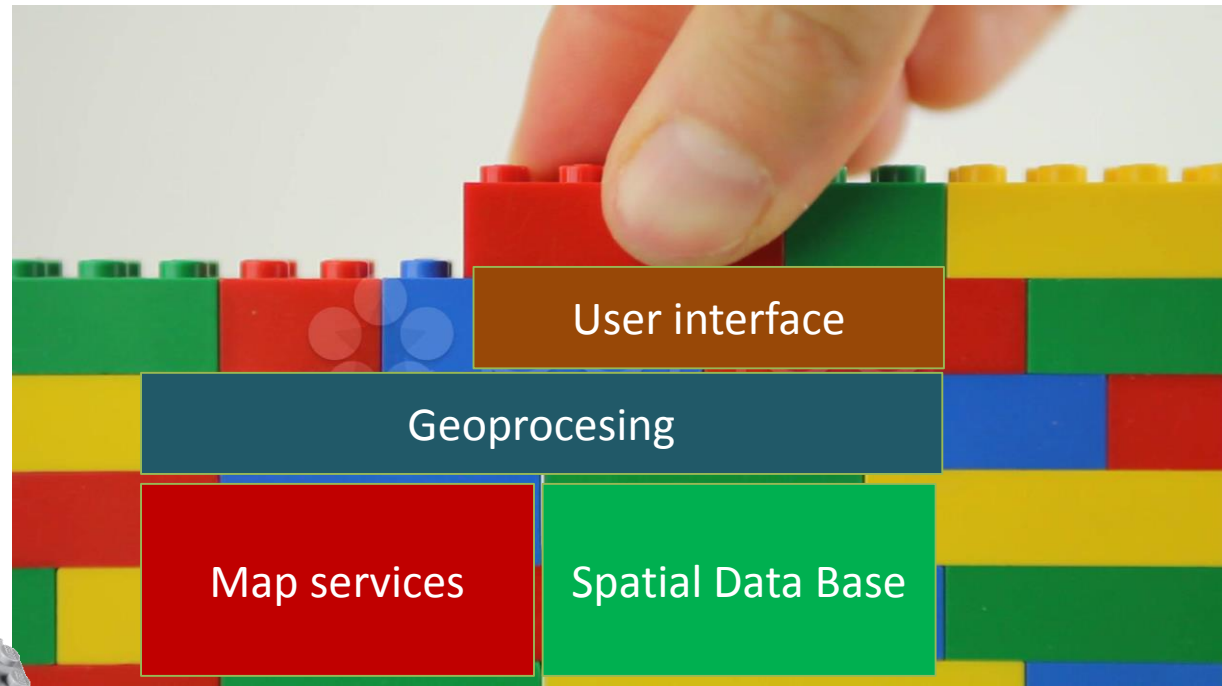 User interface
Geoprocesing
Map services
Spatial Data Base